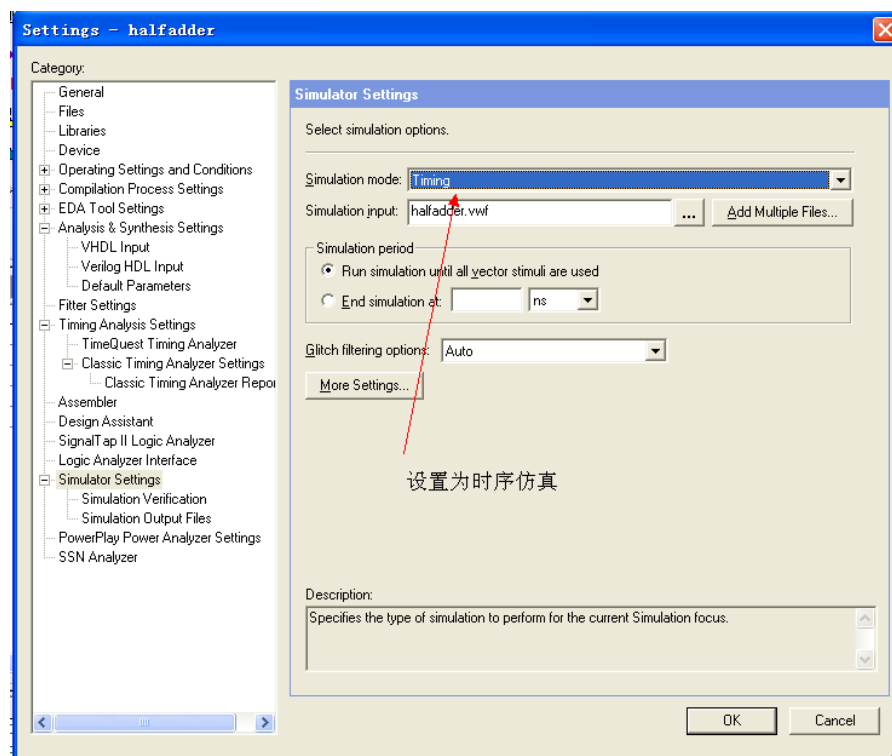 Settings - halfadder
Category:
General
Files
Libraries
Device
Operating Settings and Conditions
Compilation Process Settings
EDA Tool Settings
Analysis & Synthesis Settings
VHDL Input
Verilog HDL Input
Default Parameters
Fitter Settings
Timing Analysis Settings
TimeQuest Timing Analyzer
Classic Timing Analyzer Settings
Classic Timing Analyzer Repor
Assembler
Design Assistant
SignalTap II Logic Analyzer
Logic Analyzer Interface
Simulator Settings
Simulation Verification
Simulation Output Files
PowerPlay Power Analyzer Settings
SSN Analyzer
Simulator Settings
Select simulation options.
Simulation mode: Timing
Simulation input: halfadder.vwf ... Add Multiple Files...
Simulation period
Run simulation until all vector stimuli are used
End simulation at: ns
Glitch filtering options: Auto
More Settings...
设置为时序仿真
Description:
Specifies the type of simulation to perform for the current Simulation focus.
OK Cancel